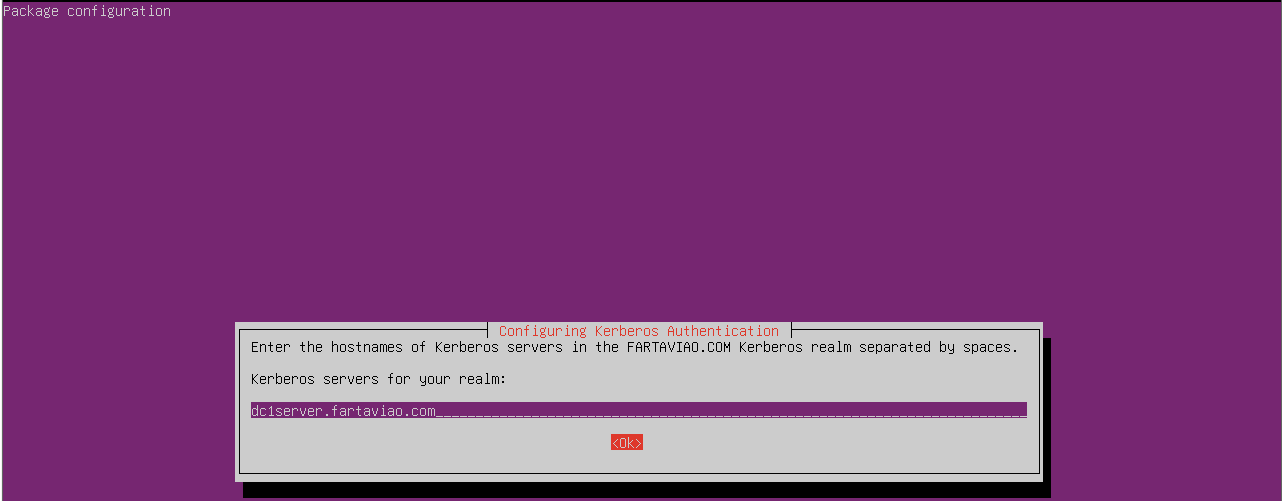 Package configuration
Configuring Kerberos Authentication
Enter the hostnames of Kerberos servers in the FARTAVIAO.COM Kerberos realm separated by spaces.
Kerberos servers for your realm:
dc1server.fartaviao.com
<Ok>